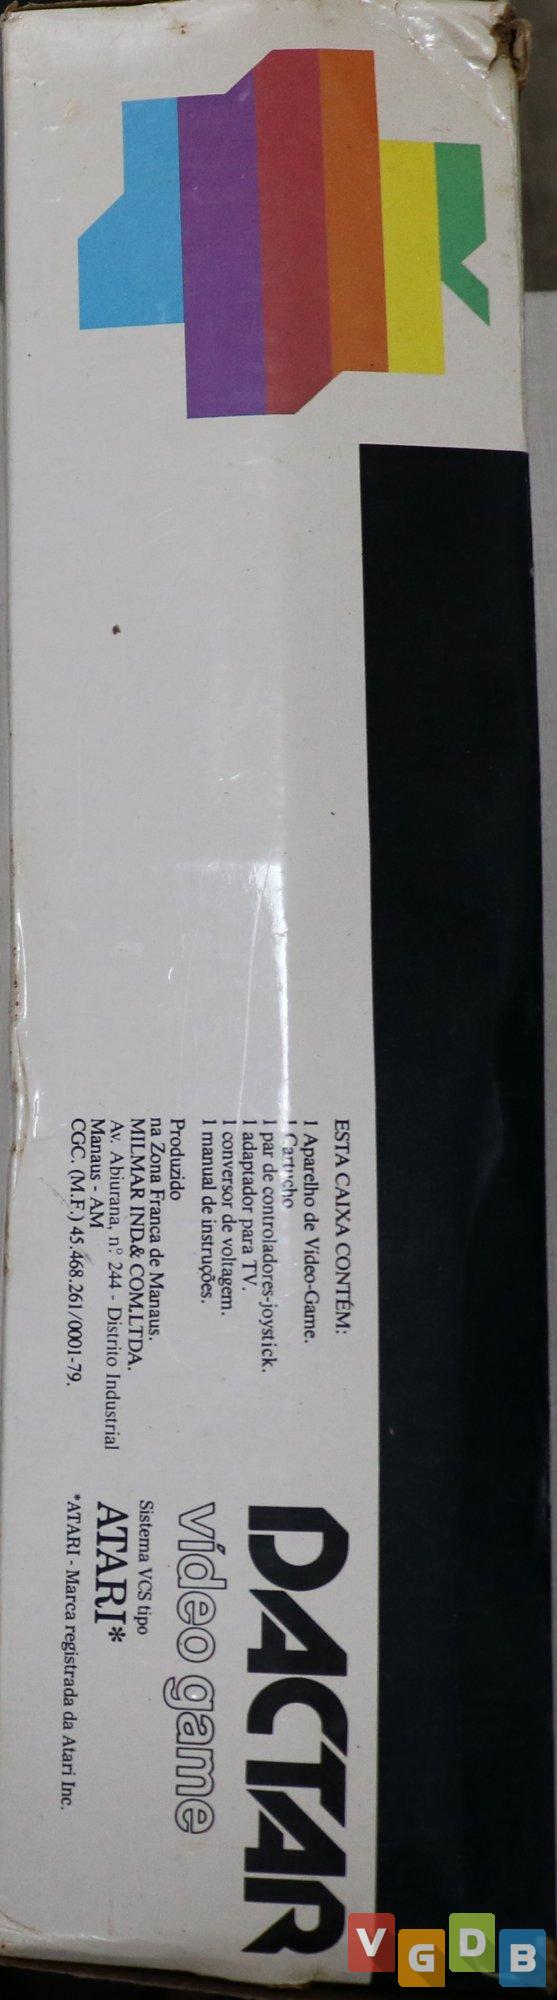 ESTA CAIXA CONTÉM:
1 Aparelho de Vídeo-Game.
1 Cartucho
1 par de controladores-joystick.
1 adaptador para TV.
1 conversor de voltagem.
1 manual de instruções.
Produzido
na Zona Franca de Manaus.
MILMAR IND.& COM.LTDA.
Av. Abiurana, n.º 244 - Distrito Industrial
Manaus - AM
CGC. (M.F.) 45.468.261/0001-79.
DACTAR
vídeo game
Sistema VCS tipo
ATARI*
*ATARI - Marca registrada da Atari Inc.
VGDB